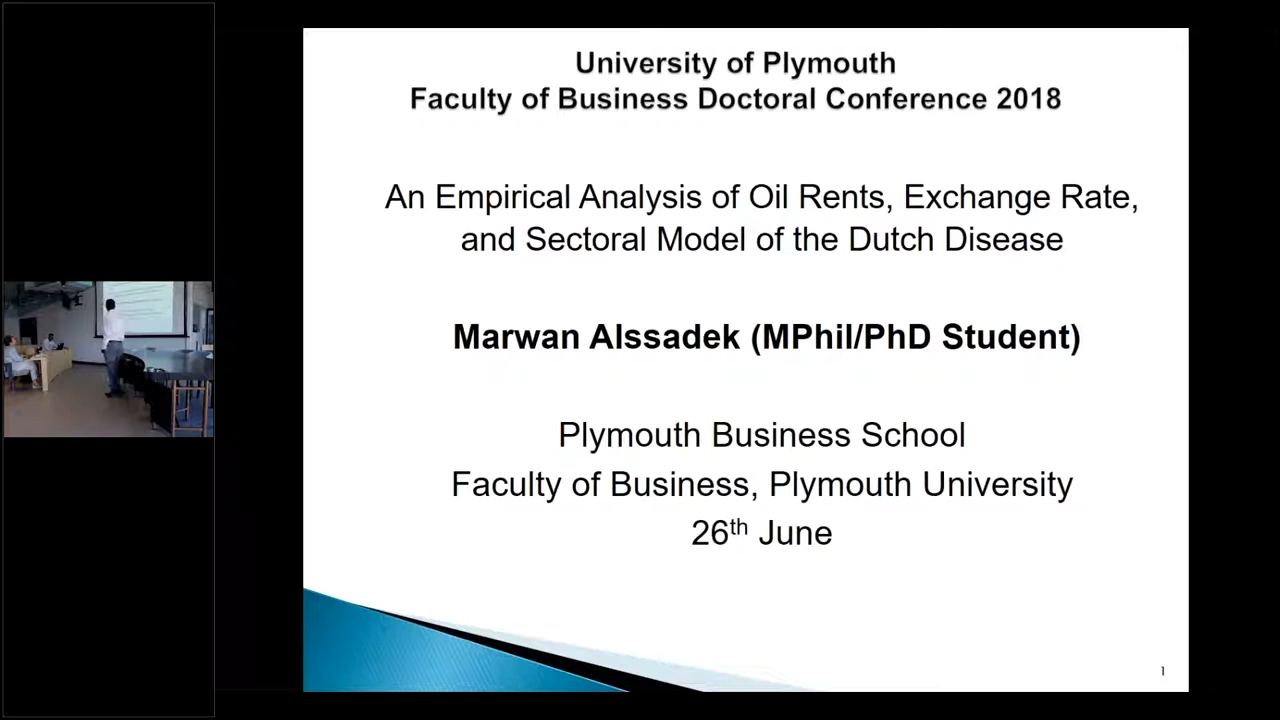 University of Plymouth
Faculty of Business Doctoral Conference 2018
An Empirical Analysis of Oil Rents, Exchange Rate,
and Sectoral Model of the Dutch Disease
Marwan Alssadek (MPhil/PhD Student)
Plymouth Business School
Faculty of Business, Plymouth University
26th June
1